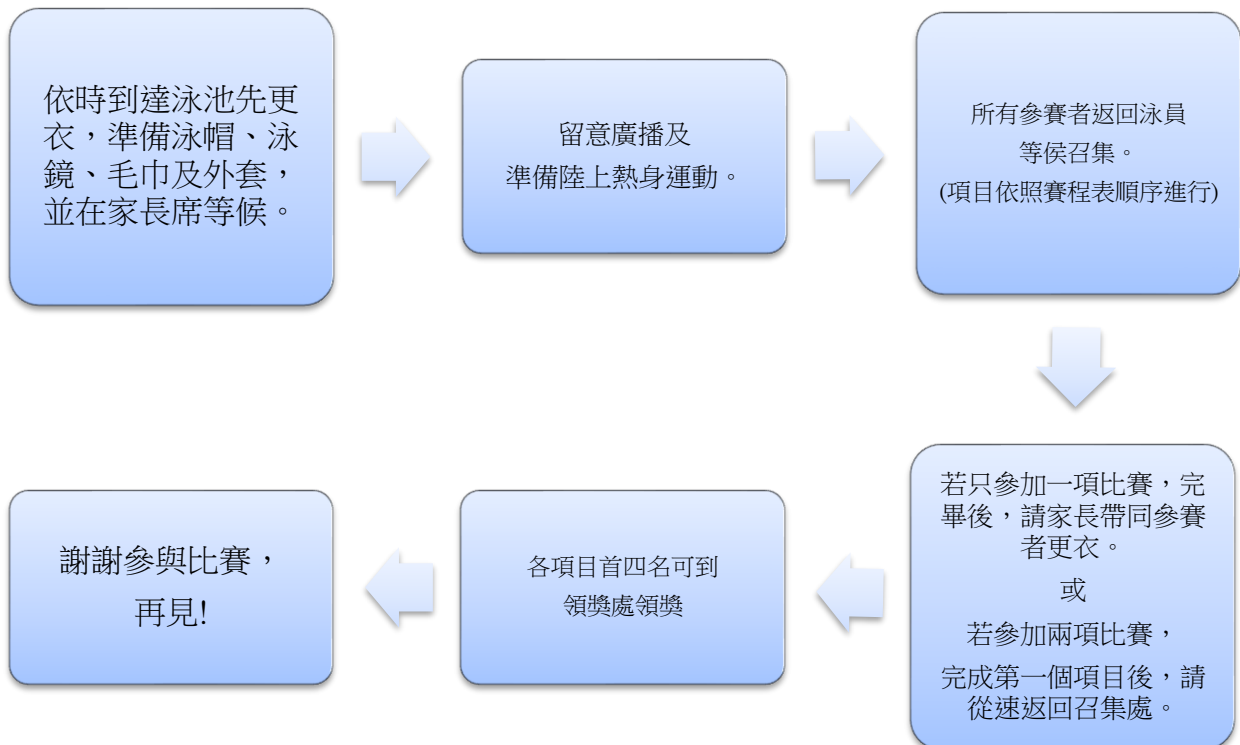 依時到達泳池先更
衣，準備泳帽、泳
鏡、毛巾及外套，
並在家長席等候。
留意廣播及
準備陸上熱身運動。
所有參賽者返回泳員
等侯召集。
(項目依照賽程表順序進行)
若只參加一項比賽，完
畢後，請家長帶同參賽
者更衣。
或
若參加兩項比賽，
完成第一個項目後，請
從速返回召集處。
各項目首四名可到
領獎處領獎
謝謝參與比賽，
再見!